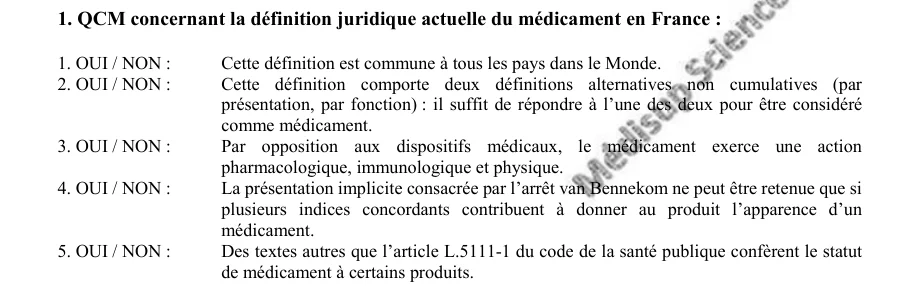 1. QCM concernant la définition juridique actuelle du médicament en France :
1. OUI / NON : Cette définition est commune à tous les pays dans le Monde.
2. OUI / NON : Cette définition comporte deux définitions alternatives non cumulatives (par
présentation, par fonction) : il suffit de répondre à l'une des deux pour être considéré
comme médicament.
3. OUI / NON : Par opposition aux dispositifs médicaux, le médicament exerce une action
pharmacologique, immunologique et physique.
4. OUI / NON : La présentation implicite consacrée par l'arrêt van Bennekom ne peut être retenue que si
plusieurs indices concordants contribuent à donner au produit l'apparence d'un
médicament.
5. OUI / NON : Des textes autres que l'article L.5111-1 du code de la santé publique confèrent le statut
de médicament à certains produits.
Medisup Science